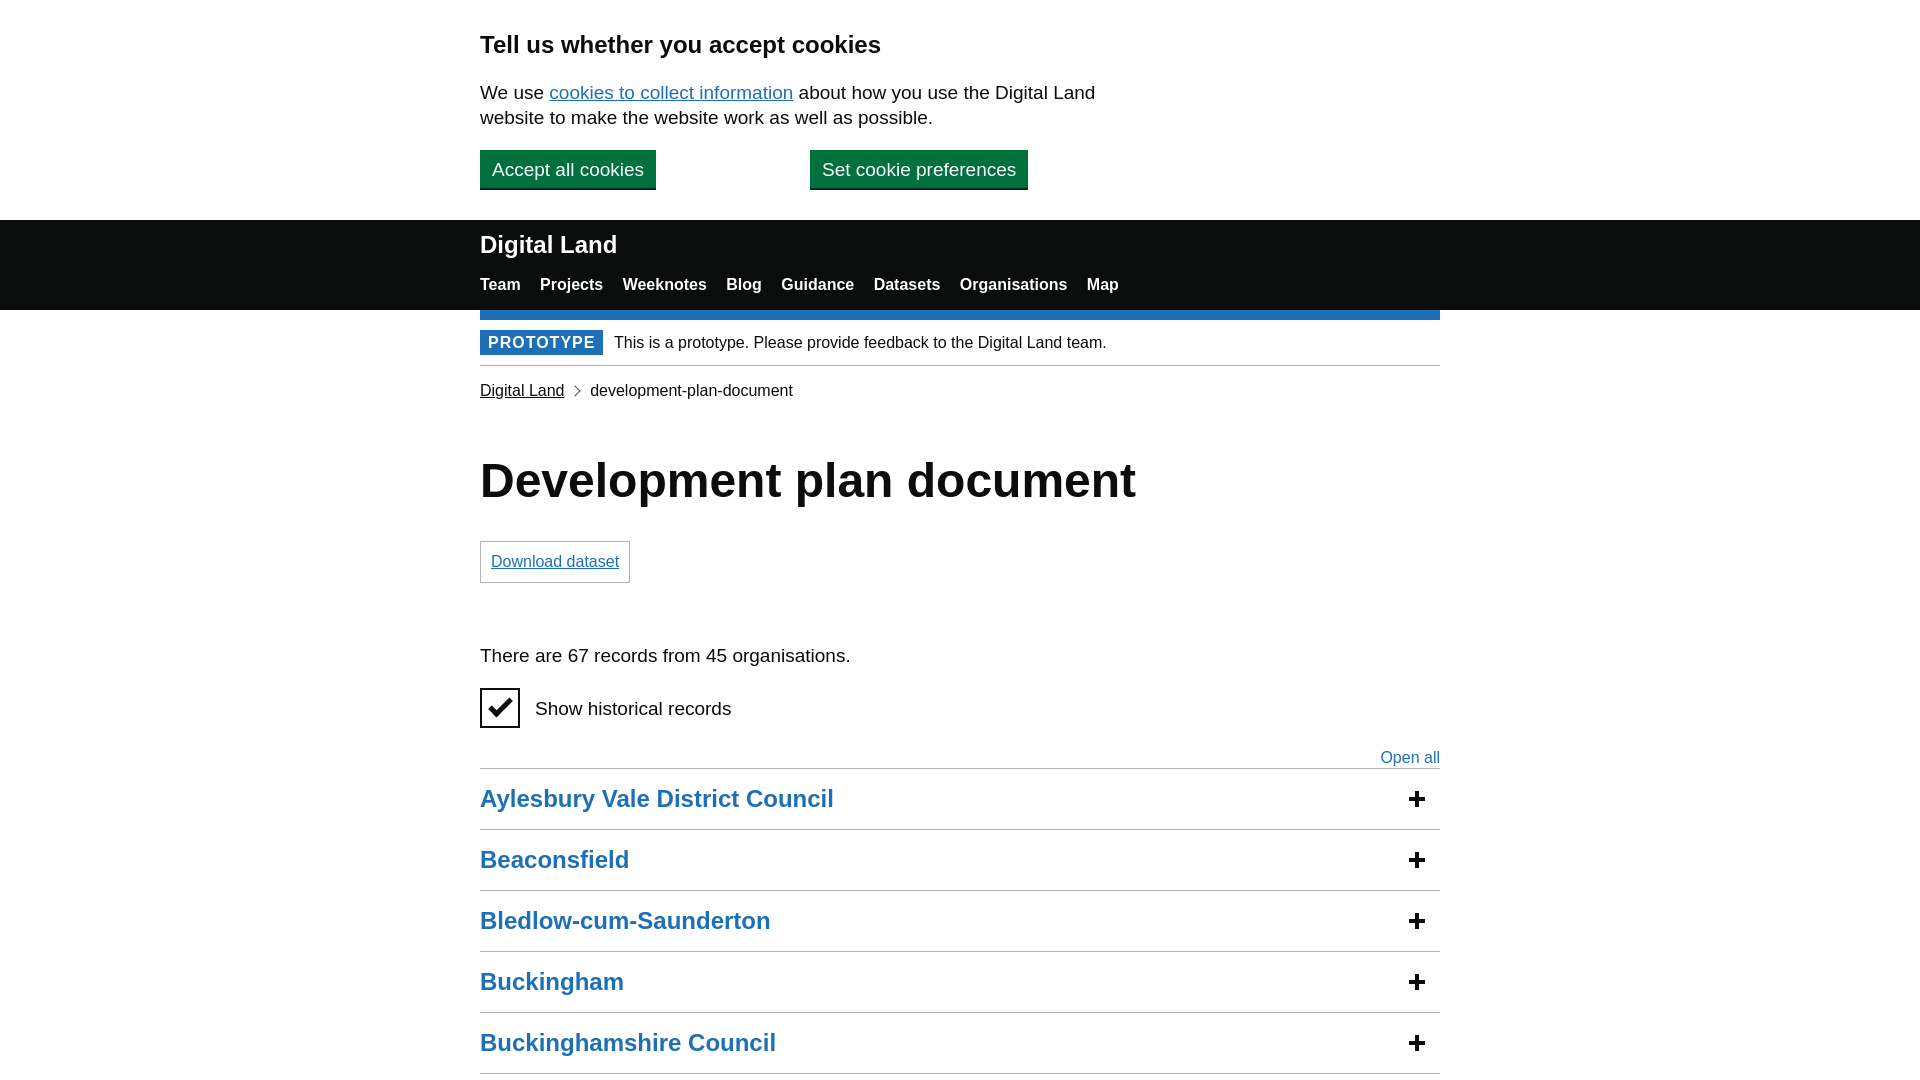 Tell us whether you accept cookies
We use cookies to collect information about how you use the Digital Land
website to make the website work as well as possible.
Accept all cookies
Set cookie preferences
Digital Land
Team Projects Weeknotes Blog Guidance Datasets Organisations Map
PROTOTYPE This is a prototype. Please provide feedback to the Digital Land team.
Digital Land development-plan-document
Development plan document
Download dataset
There are 67 records from 45 organisations.
Show historical records
Open all
Aylesbury Vale District Council
Beaconsfield
Bledlow-cum-Saunderton
Buckingham
Buckinghamshire Council